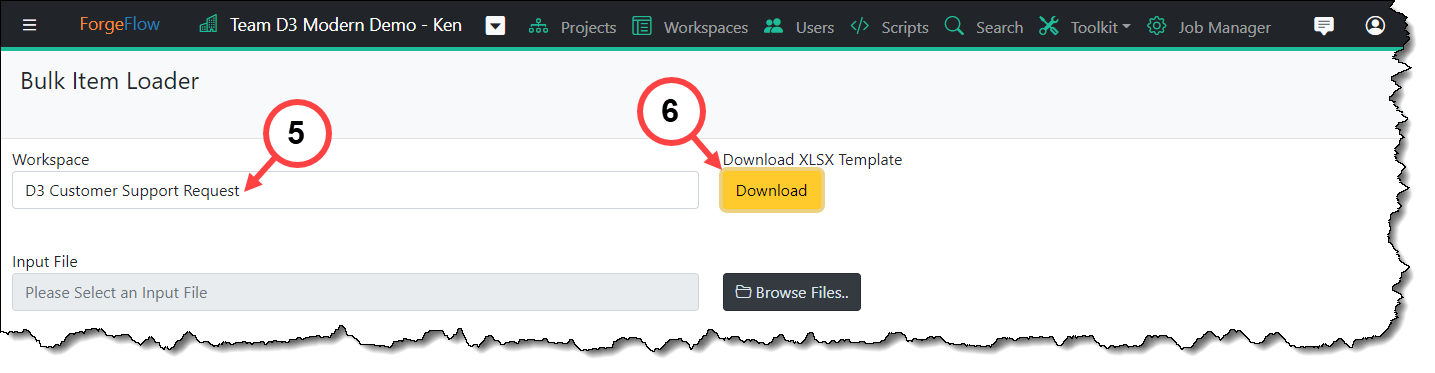 ForgeFlow Team D3 Modern Demo - Ken Projects Workspaces Users Scripts Search Toolkit Job Manager
Bulk Item Loader
5
6
Workspace
Download XLSX Template
D3 Customer Support Request
Download
Input File
Please Select an Input File
Browse Files..